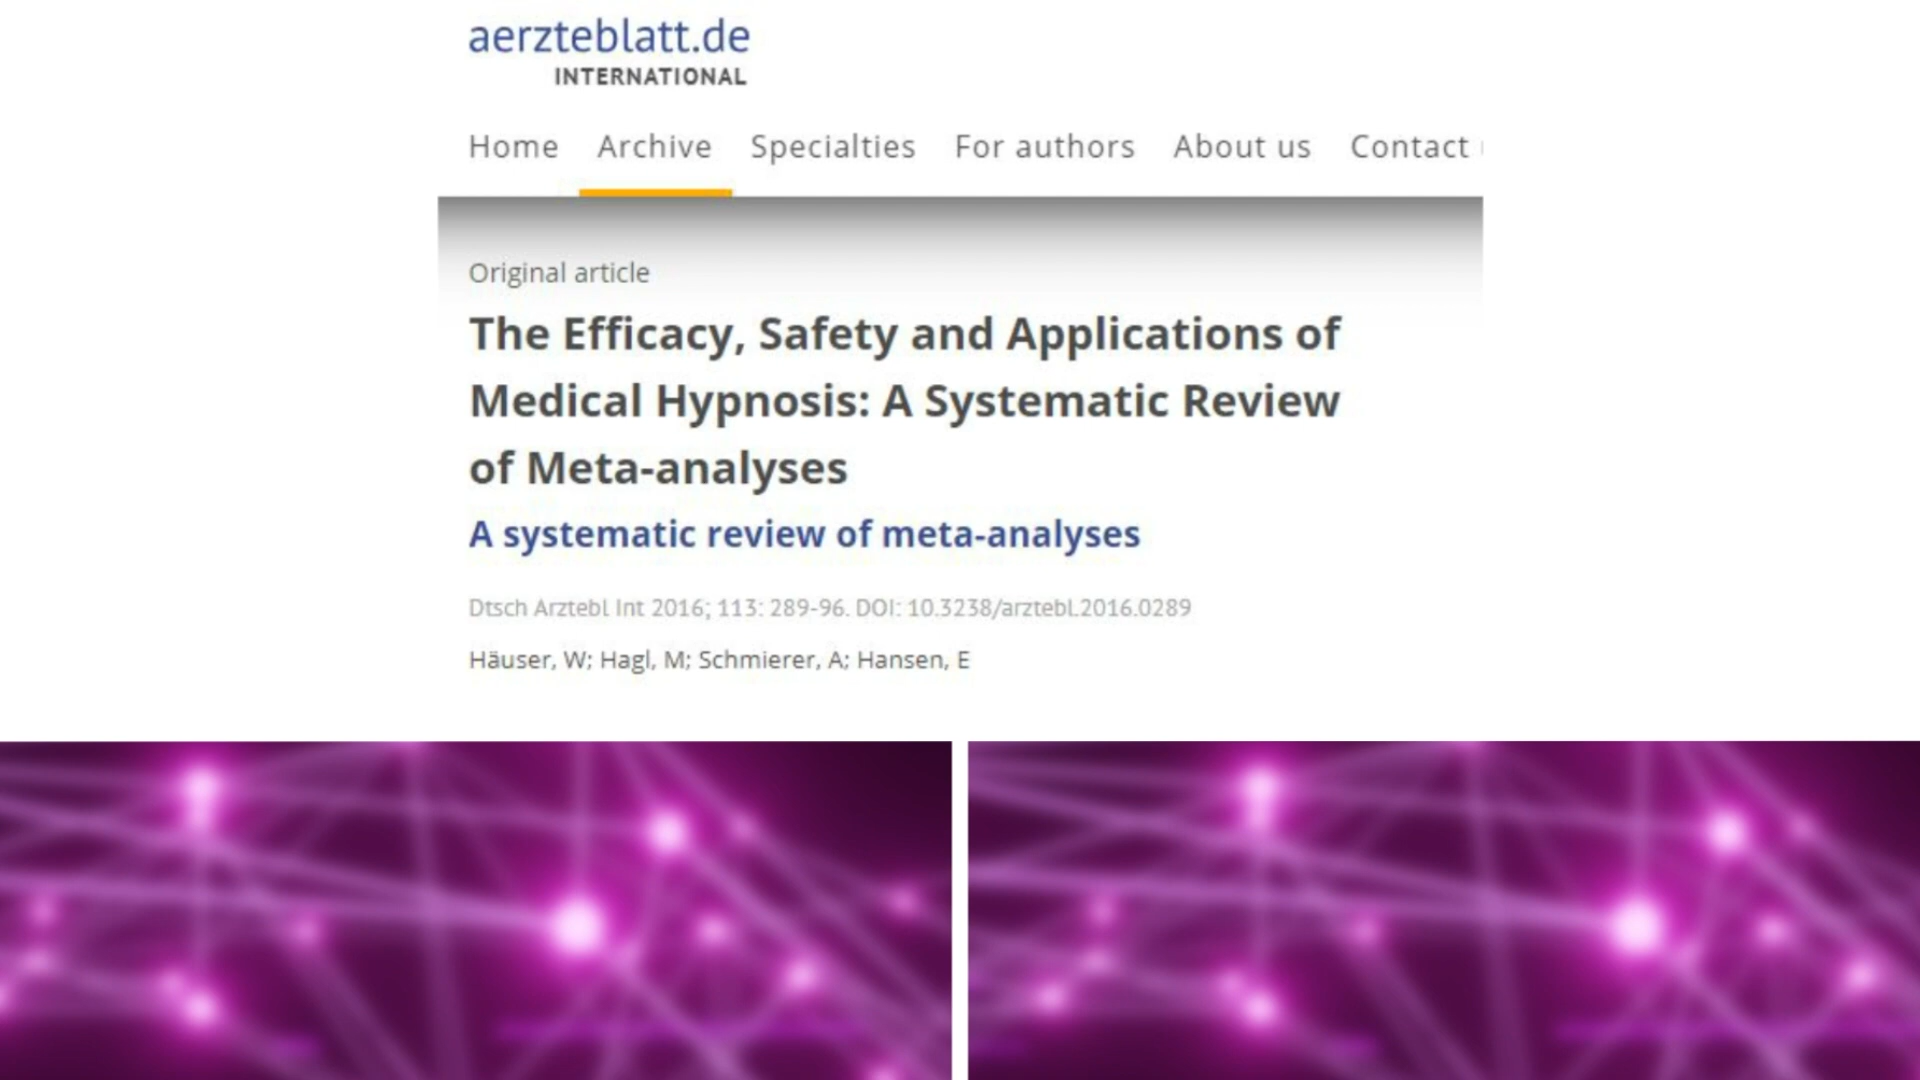 aerzteblatt.de
INTERNATIONAL
Home Archive Specialties For authors About us Contact
Original article
The Efficacy, Safety and Applications of
Medical Hypnosis: A Systematic Review
of Meta-analyses
A systematic review of meta-analyses
Dtsch Arztebl Int 2016; 113: 289-96. DOI: 10.3238/arztebl.2016.0289
Häuser, W; Hagl, M; Schmierer, A; Hansen, E